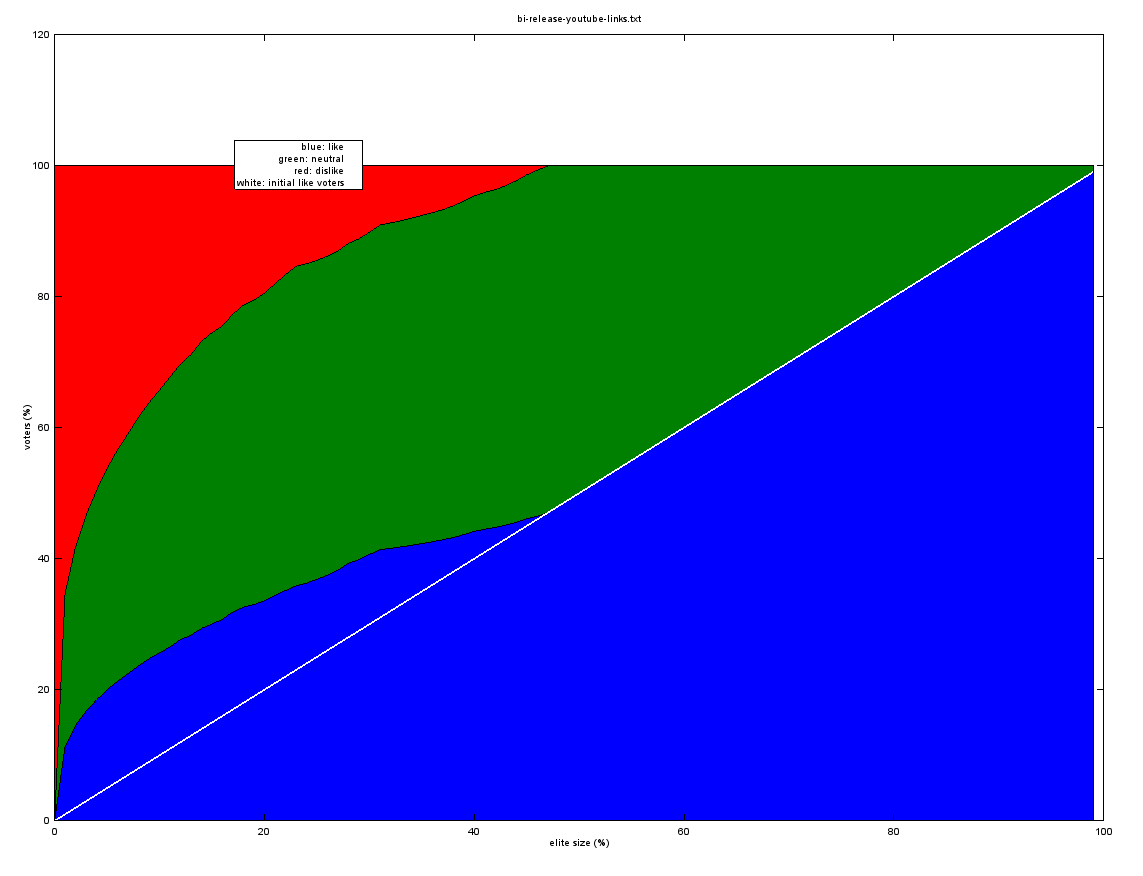 bi-release-youtube-links.txt
120
100
80
60
40
20
0
voters (%)
blue: like
green: neutral
red: dislike
white: initial like voters
0 20 40 60 80 100
elite size (%)